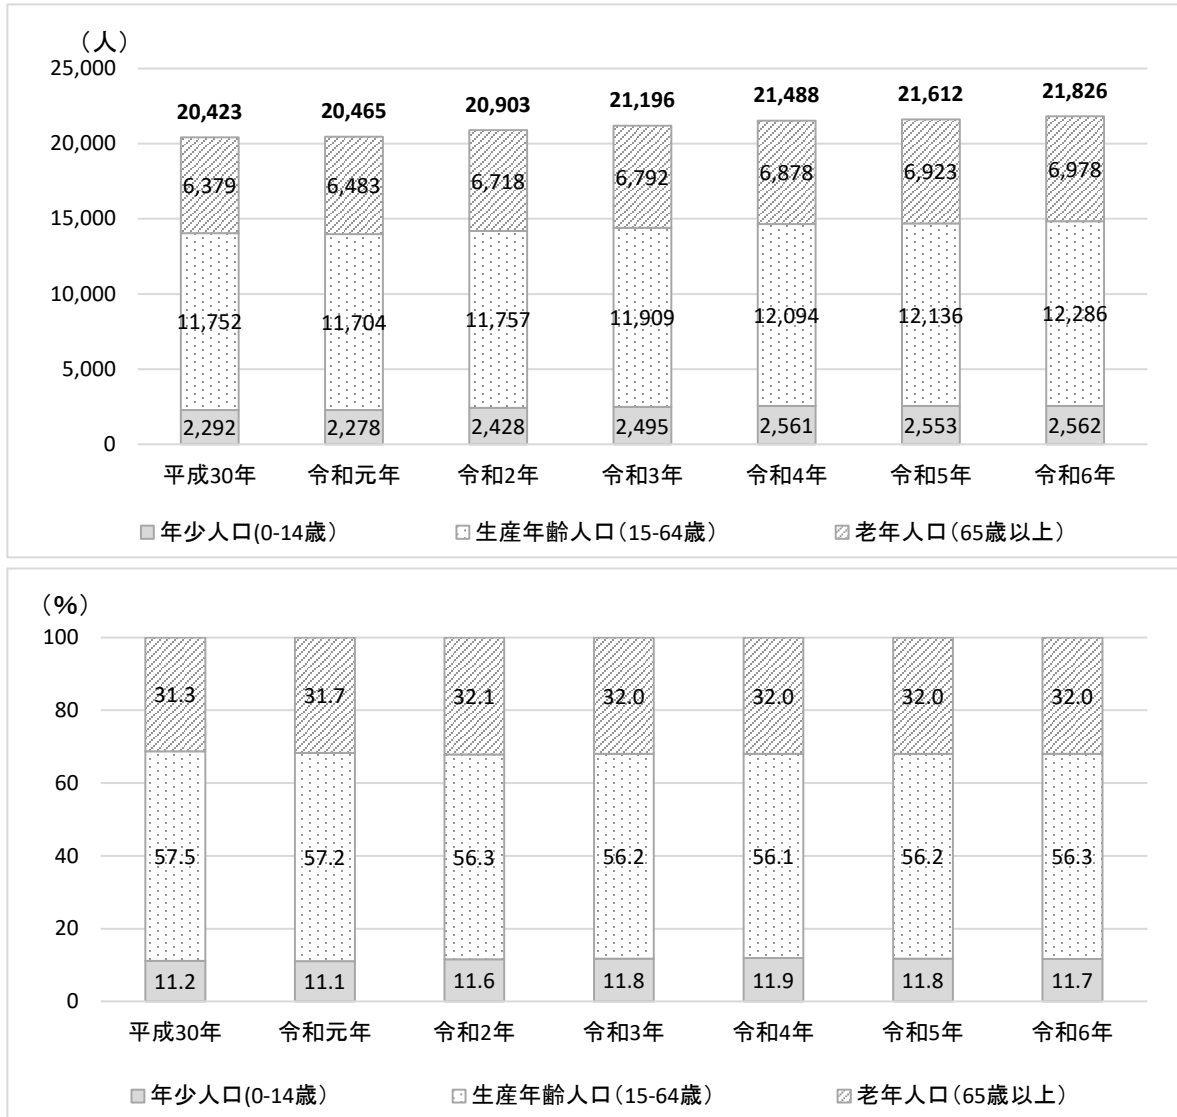 （人）
25,000
20,423 20,465 20,903 21,196 21,488 21,612 21,826
20,000
6,379 6,483 6,718 6,792 6,878 6,923 6,978
15,000
10,000
11,752 11,704 11,757 11,909 12,094 12,136 12,286
5,000
2,292 2,278 2,428 2,495 2,561 2,553 2,562
0
平成30年 令和元年 令和2年 令和3年 令和4年 令和5年 令和6年
年少人口(0-14歳） 生産年齢人口（15-64歳） 老年人口（65歳以上）
（％）
100
31.3 31.7 32.1 32.0 32.0 32.0 32.0
80
60
57.5 57.2 56.3 56.2 56.1 56.2 56.3
40
20
11.2 11.1 11.6 11.8 11.9 11.8 11.7
0
平成30年 令和元年 令和2年 令和3年 令和4年 令和5年 令和6年
年少人口(0-14歳） 生産年齢人口（15-64歳） 老年人口（65歳以上）